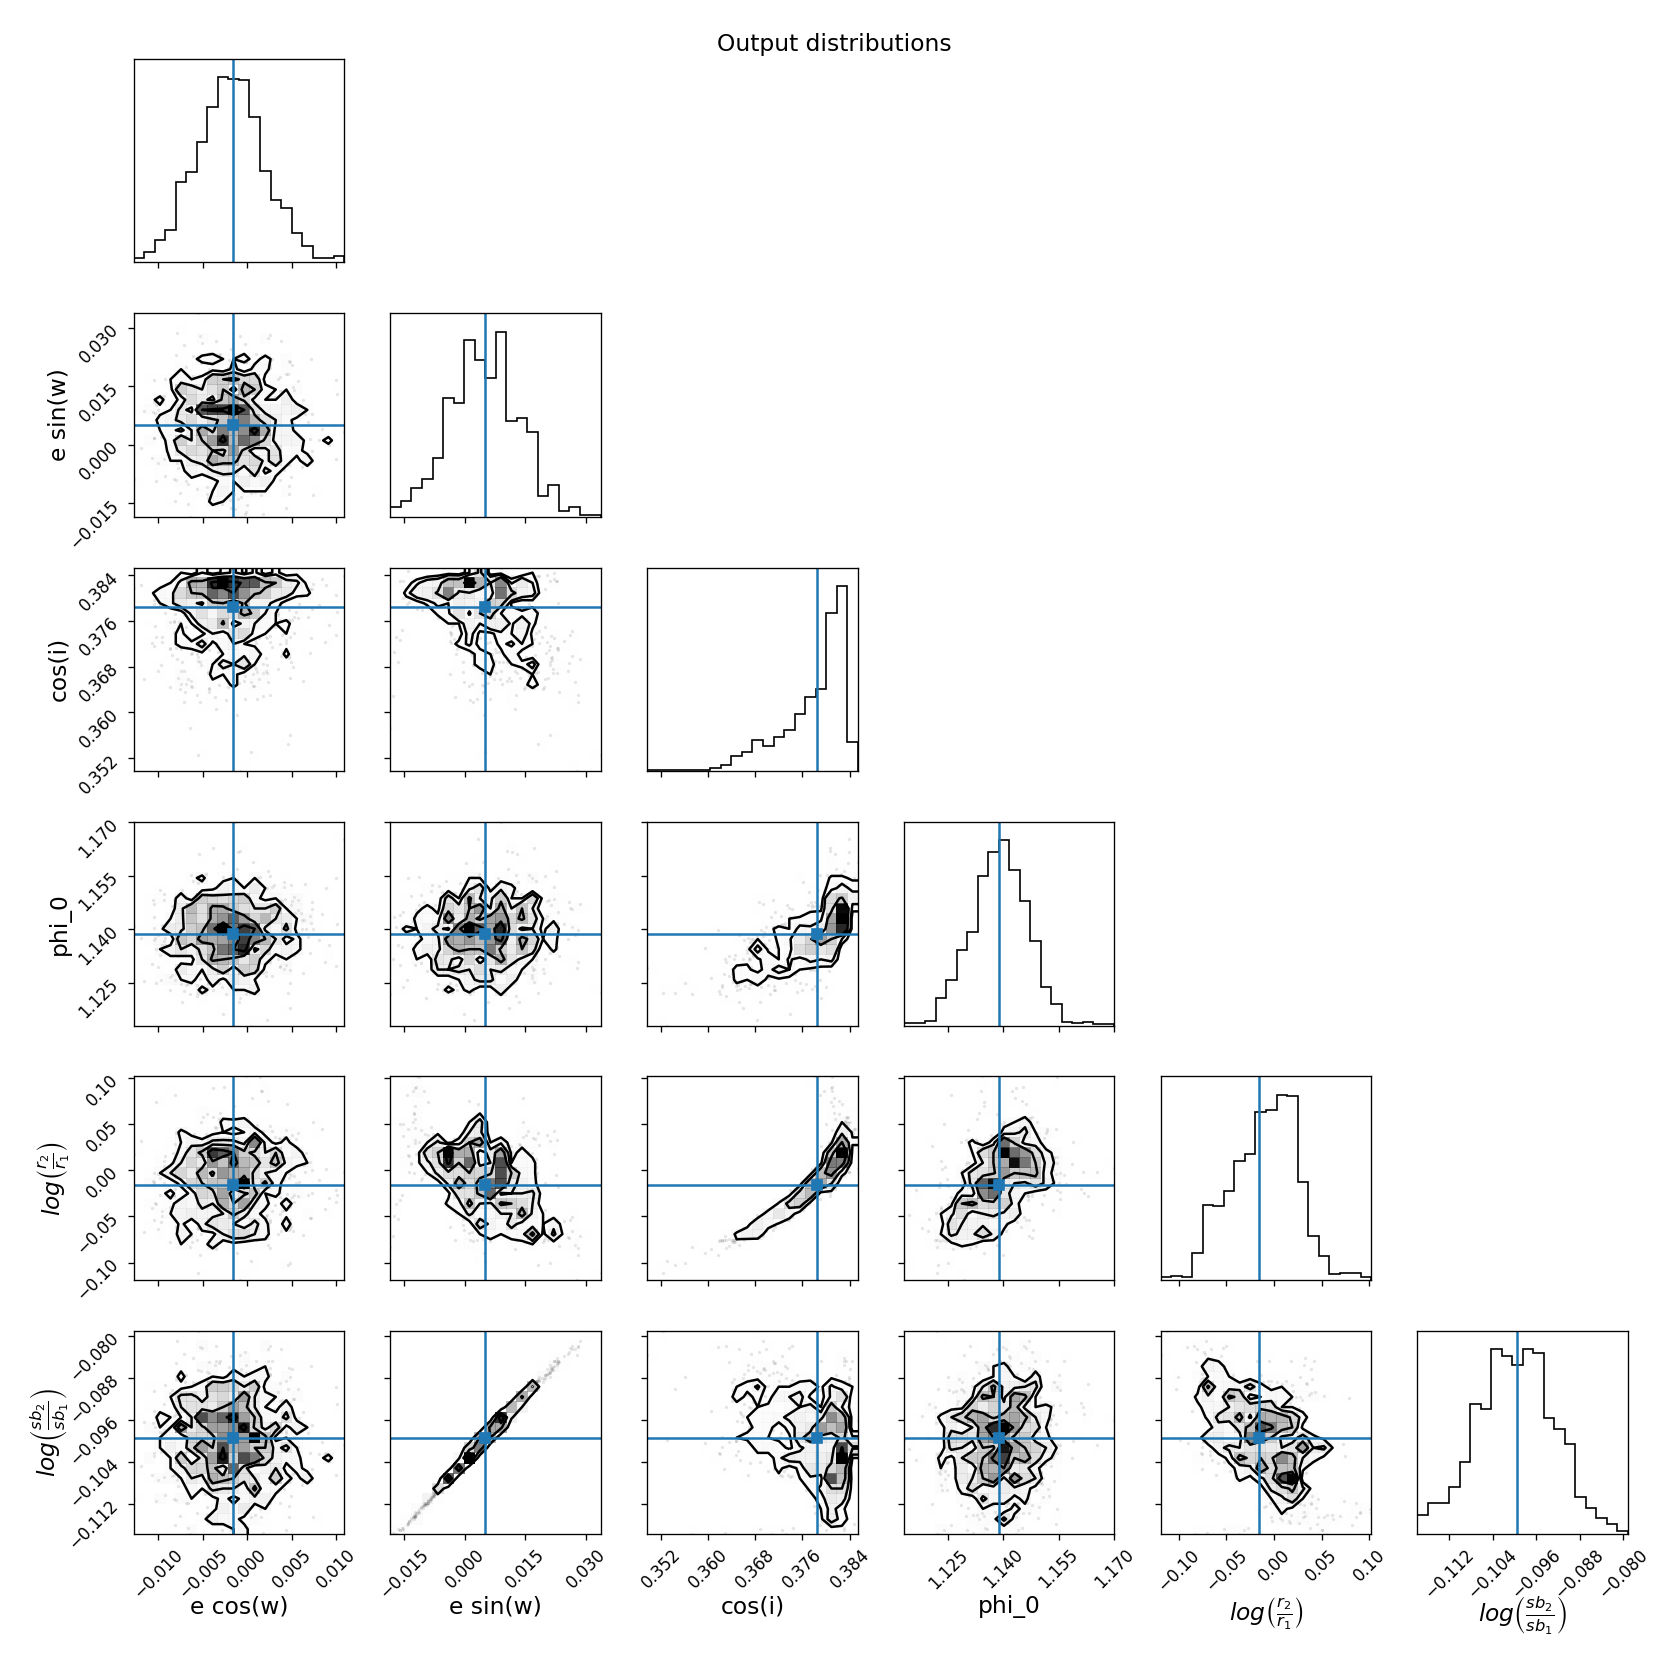 Output distributions
e sin(w)
0.030
0.015
0.000
−0.015
cos(i)
0.384
0.376
0.368
0.360
0.352
phi_0
1.170
1.155
1.140
1.125
log(r₂/r₁)
0.10
0.05
0.00
−0.05
−0.10
log(sb₂/sb₁)
−0.080
−0.088
−0.096
−0.104
−0.112
−0.010 −0.005 0.000 0.005 0.010
e cos(w)
−0.015 0.000 0.015 0.030
e sin(w)
0.352 0.360 0.368 0.376 0.384
cos(i)
1.125 1.140 1.155 1.170
phi_0
−0.10 −0.05 0.00 0.05 0.10
log(r₂/r₁)
−0.112 −0.104 −0.096 −0.088 −0.080
log(sb₂/sb₁)